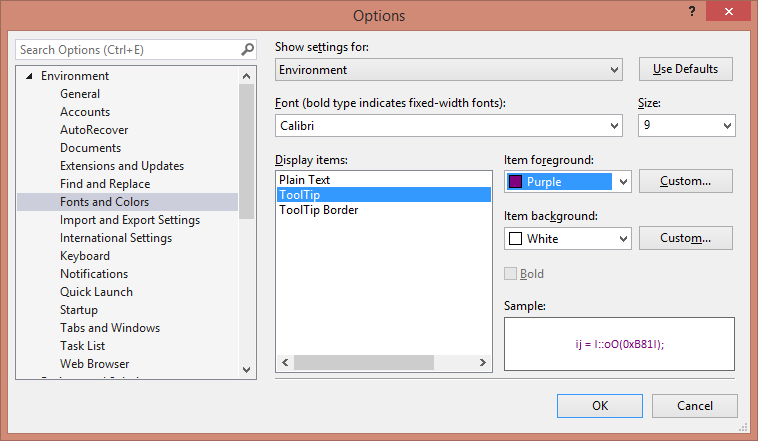 Options
? ×
Search Options (Ctrl+E)
Environment
General
Accounts
AutoRecover
Documents
Extensions and Updates
Find and Replace
Fonts and Colors
Import and Export Settings
International Settings
Keyboard
Notifications
Quick Launch
Startup
Tabs and Windows
Task List
Web Browser
Show settings for:
Environment
Use Defaults
Font (bold type indicates fixed-width fonts):
Size:
Calibri
9
Display items:
Plain Text
ToolTip
ToolTip Border
Item foreground:
Purple
Custom...
Item background:
White
Custom...
Bold
Sample:
ij = I::oO(0xB81l);
OK
Cancel